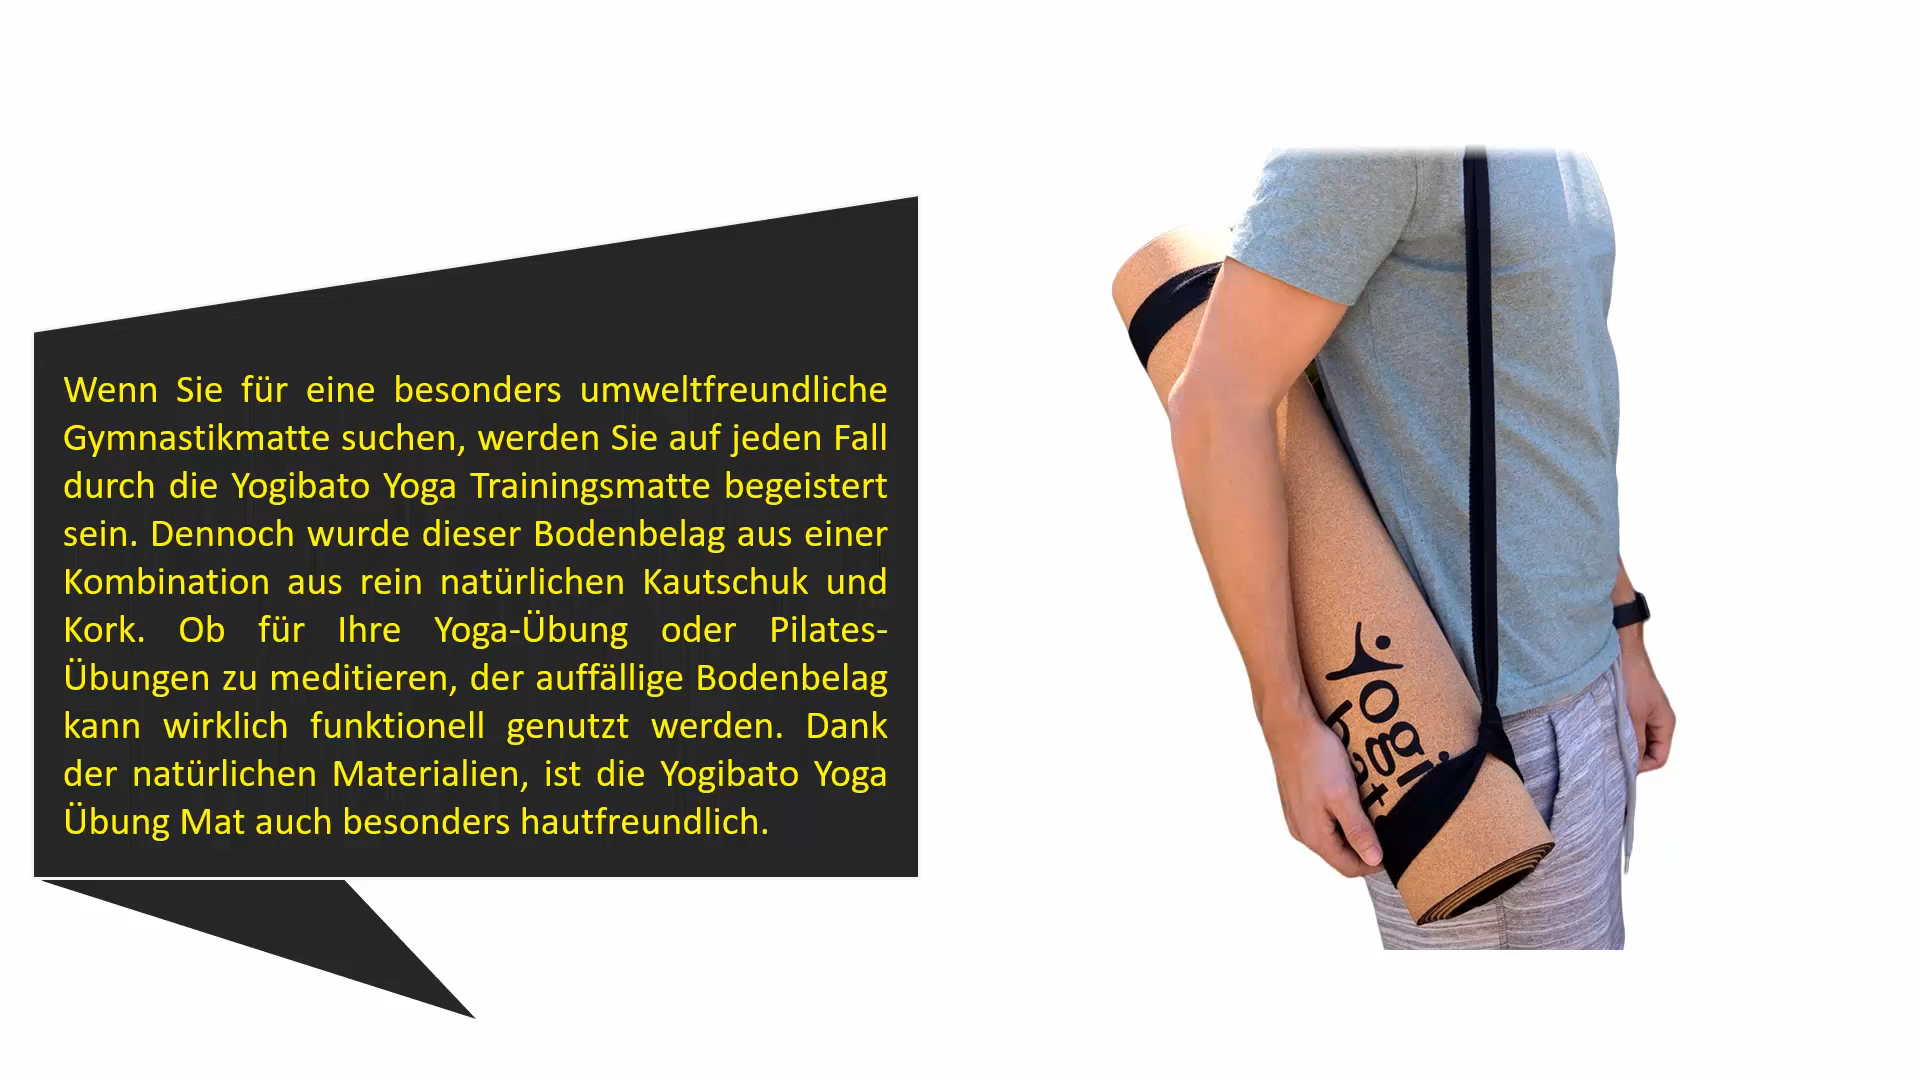 Wenn Sie für eine besonders umweltfreundliche
Gymnastikmatte suchen, werden Sie auf jeden Fall
durch die Yogibato Yoga Trainingsmatte begeistert
sein. Dennoch wurde dieser Bodenbelag aus einer
Kombination aus rein natürlichen Kautschuk und
Kork. Ob für Ihre Yoga-Übung oder Pilates-
Übungen zu meditieren, der auffällige Bodenbelag
kann wirklich funktionell genutzt werden. Dank
der natürlichen Materialien, ist die Yogibato Yoga
Übung Mat auch besonders hautfreundlich.
Yogi